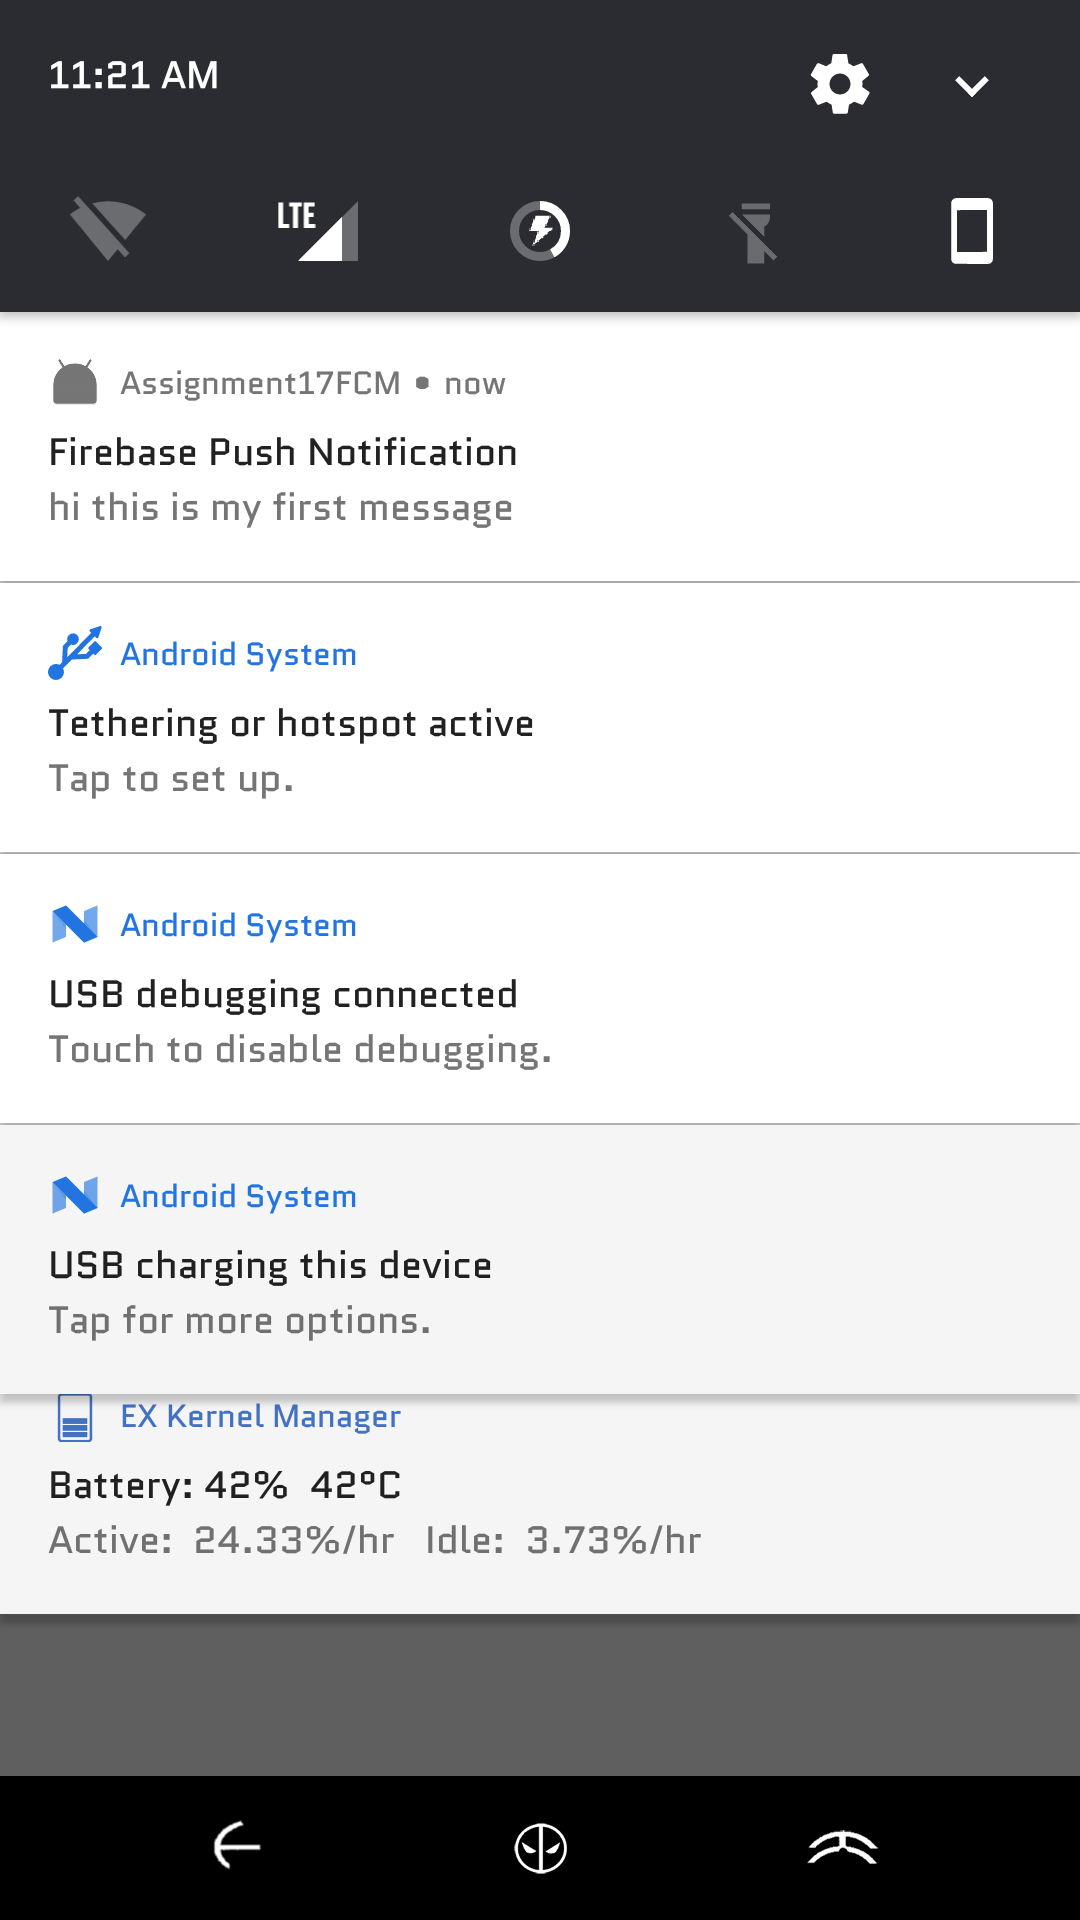 11:21 AM
LTE
Assignment17FCM • now
Firebase Push Notification
hi this is my first message
Android System
Tethering or hotspot active
Tap to set up.
Android System
USB debugging connected
Touch to disable debugging.
Android System
USB charging this device
Tap for more options.
EX Kernel Manager
Battery: 42%  42°C
Active:  24.33%/hr   Idle:  3.73%/hr